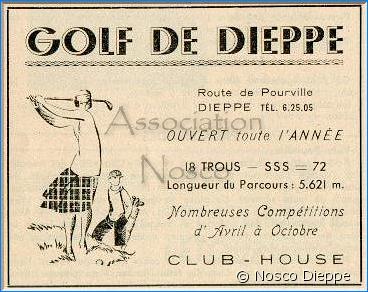 GOLF DE DIEPPE
Route de Pourville
DIEPPE TÉL. 6.25.05
Association
OUVERT toute l'ANNÉE
Nosco
18 TROUS – SSS = 72
Longueur du Parcours : 5.621 m.
Nombreuses Compétitions
d'Avril à Octobre
CLUB - HOUSE
© Nosco Dieppe